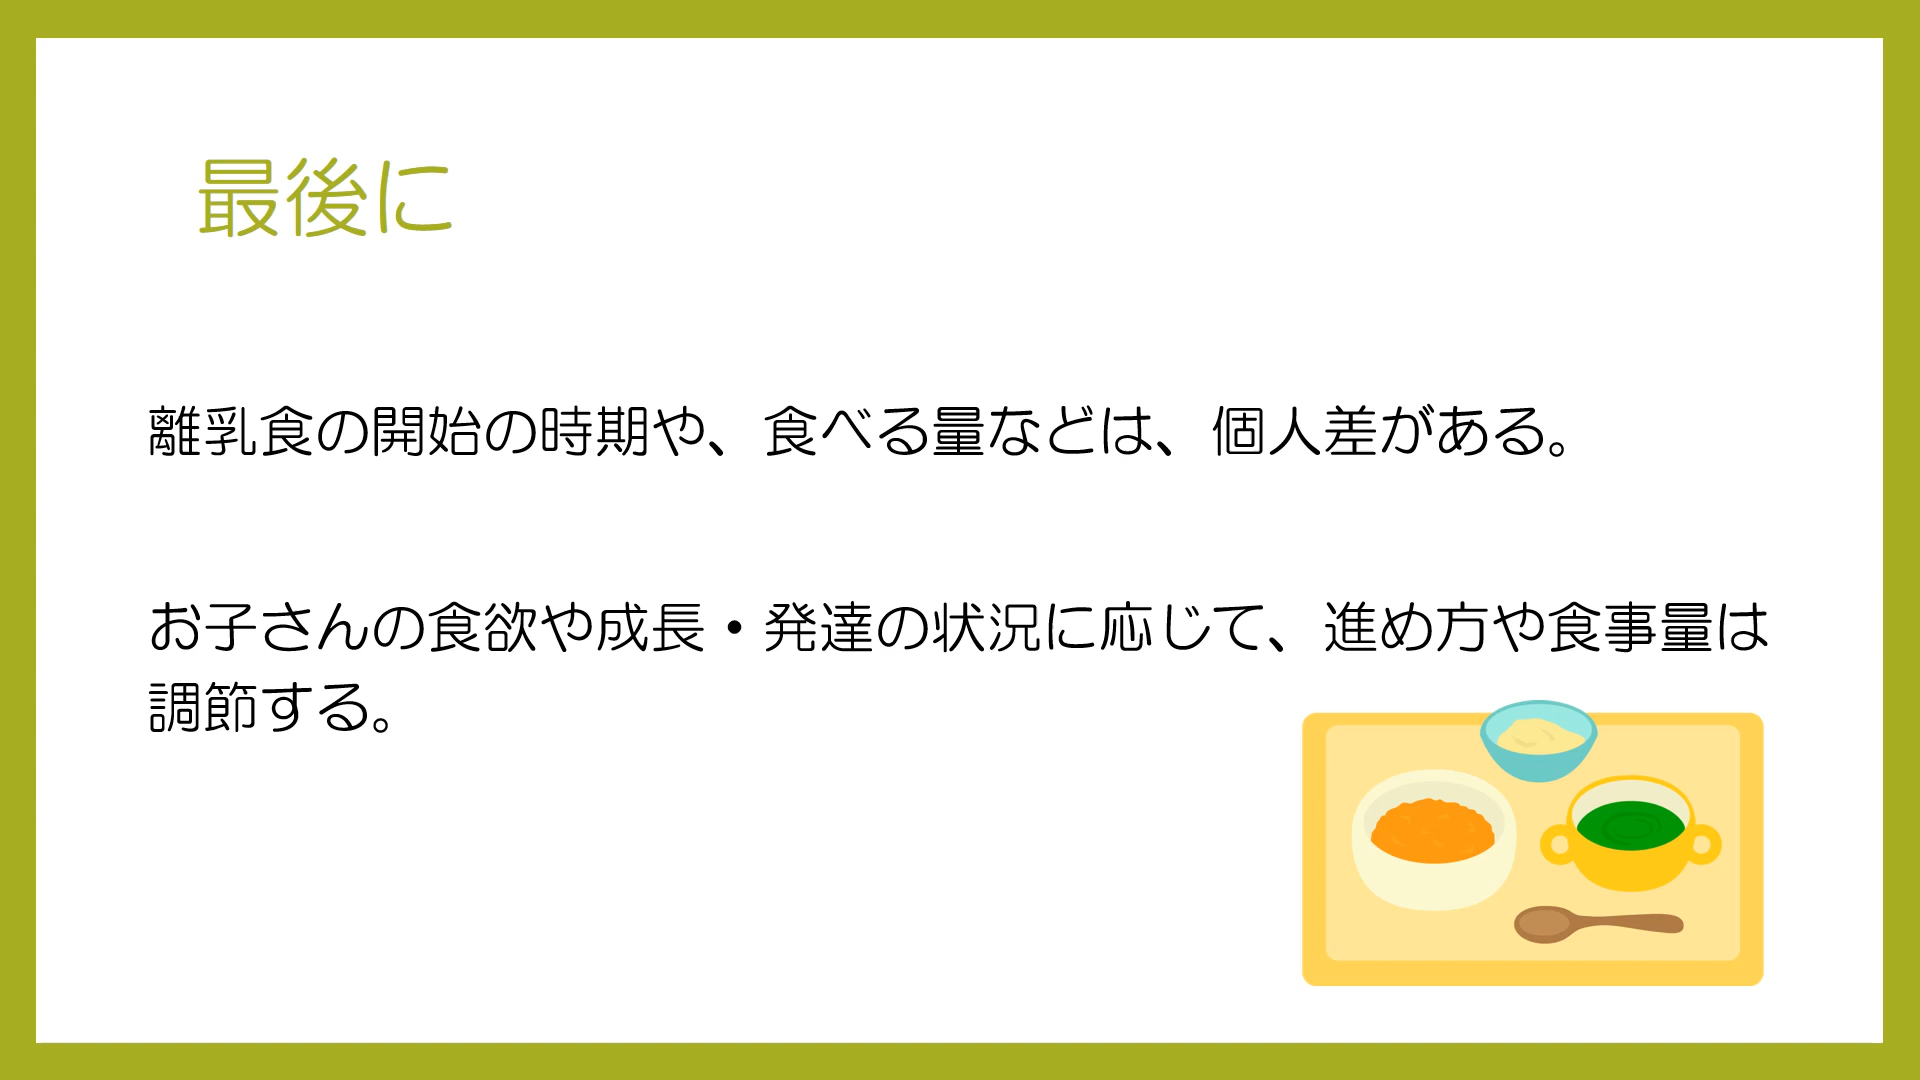 最後に
離乳食の開始の時期や、食べる量などは、個人差がある。
お子さんの食欲や成長・発達の状況に応じて、進め方や食事量は
調節する。